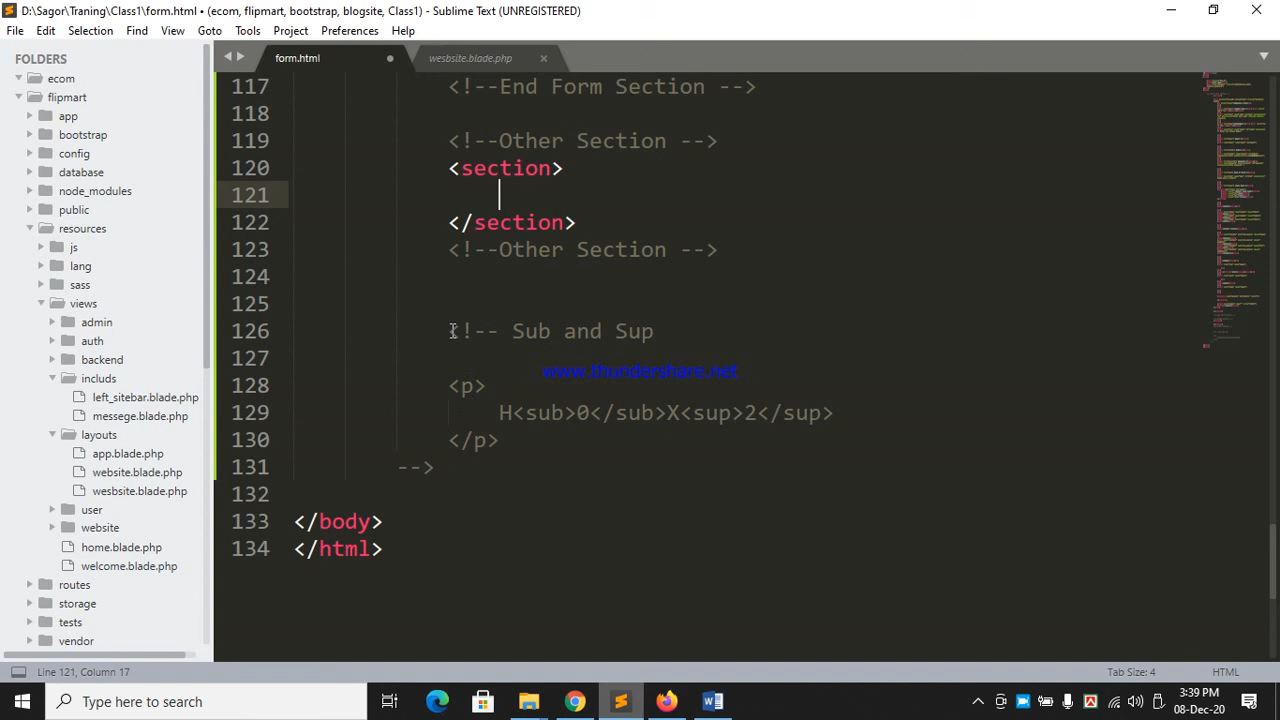 D:\Sagor\Traning\Class1\form.html • (ecom, flipmart, bootstrap, blogsite, Class1) - Sublime Text (UNREGISTERED)
File Edit Selection Find View Goto Tools Project Preferences Help
FOLDERS
ecom
flipmart
app
bootstrap
config
database
node_modules
public
resources
js
lang
sass
views
admin
auth
backend
includs
left_sitebar.blade.php
messege.blade.php
layouts
app.blade.php
website.blade.php
wesbsite.blade.php
user
website
home.blade.php
welcome.blade.php
routes
storage
tests
vendor
form.html wesbsite.blade.php
117 <!--End Form Section -->
118
119 <!--Other Section -->
120 <section>
121
122 </section>
123 <!--Other Section -->
124
125
126 <!-- Sub and Sup
127
www.thundershare.net
128 <p>
129 H<sub>0</sub>X<sup>2</sup>
130 </p>
131 -->
132
133 </body>
134 </html>
Line 121, Column 17 Tab Size: 4 HTML
Type here to search 3:39 PM
08-Dec-20